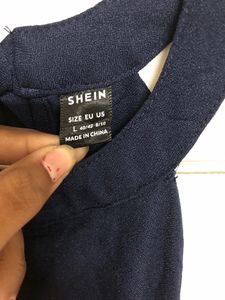 SHEIN
SIZE EU US
L 40/42 8/10
MADE IN CHINA